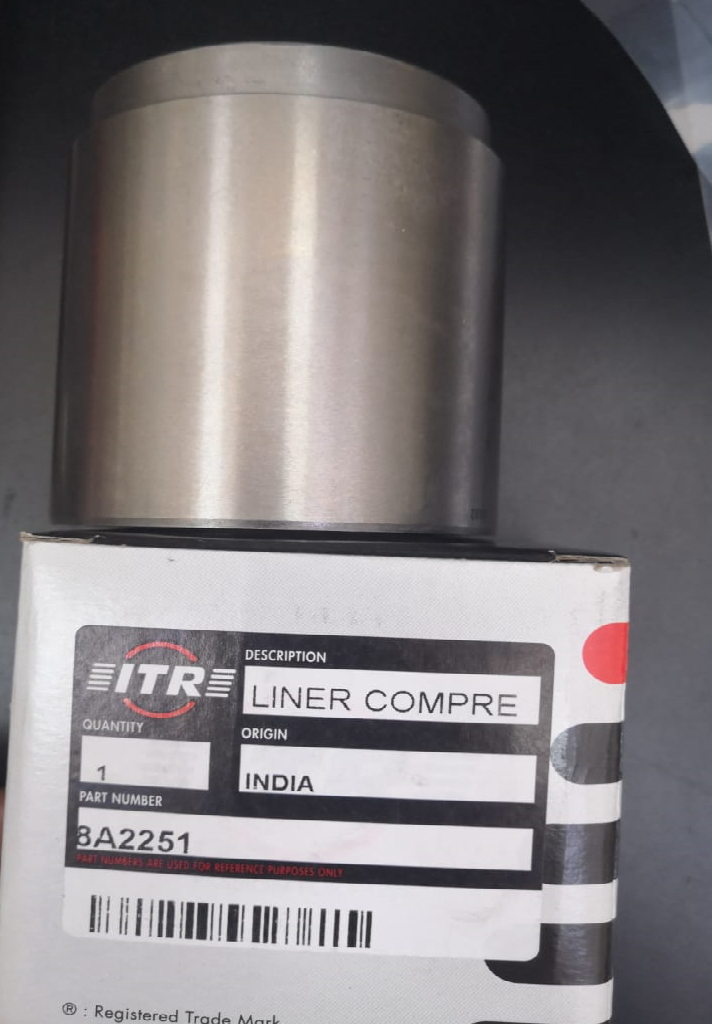 ITR
DESCRIPTION
LINER COMPRE
QUANTITY
1
ORIGIN
INDIA
PART NUMBER
8A2251
PART NUMBERS ARE USED FOR REFERENCE PURPOSES ONLY
® : Registered Trade Mark